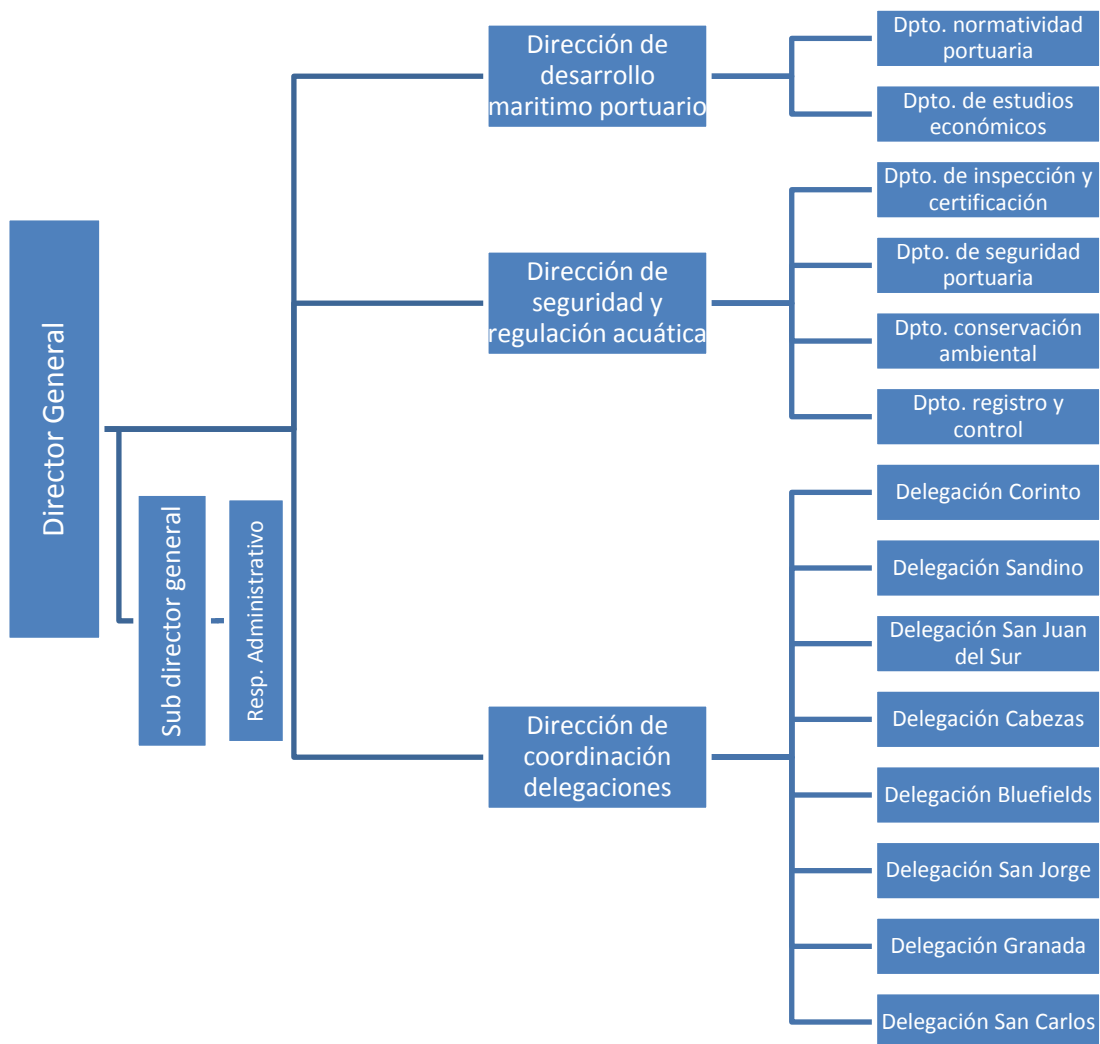 Director General
Sub director general
Resp. Administrativo
Dirección de
desarrollo
maritimo portuario
Dpto. normatividad
portuaria
Dpto. de estudios
económicos
Dirección de
seguridad y
regulación acuática
Dpto. de inspección y
certificación
Dpto. de seguridad
portuaria
Dpto. conservación
ambiental
Dpto. registro y
control
Dirección de
coordinación
delegaciones
Delegación Corinto
Delegación Sandino
Delegación San Juan
del Sur
Delegación Cabezas
Delegación Bluefields
Delegación San Jorge
Delegación Granada
Delegación San Carlos